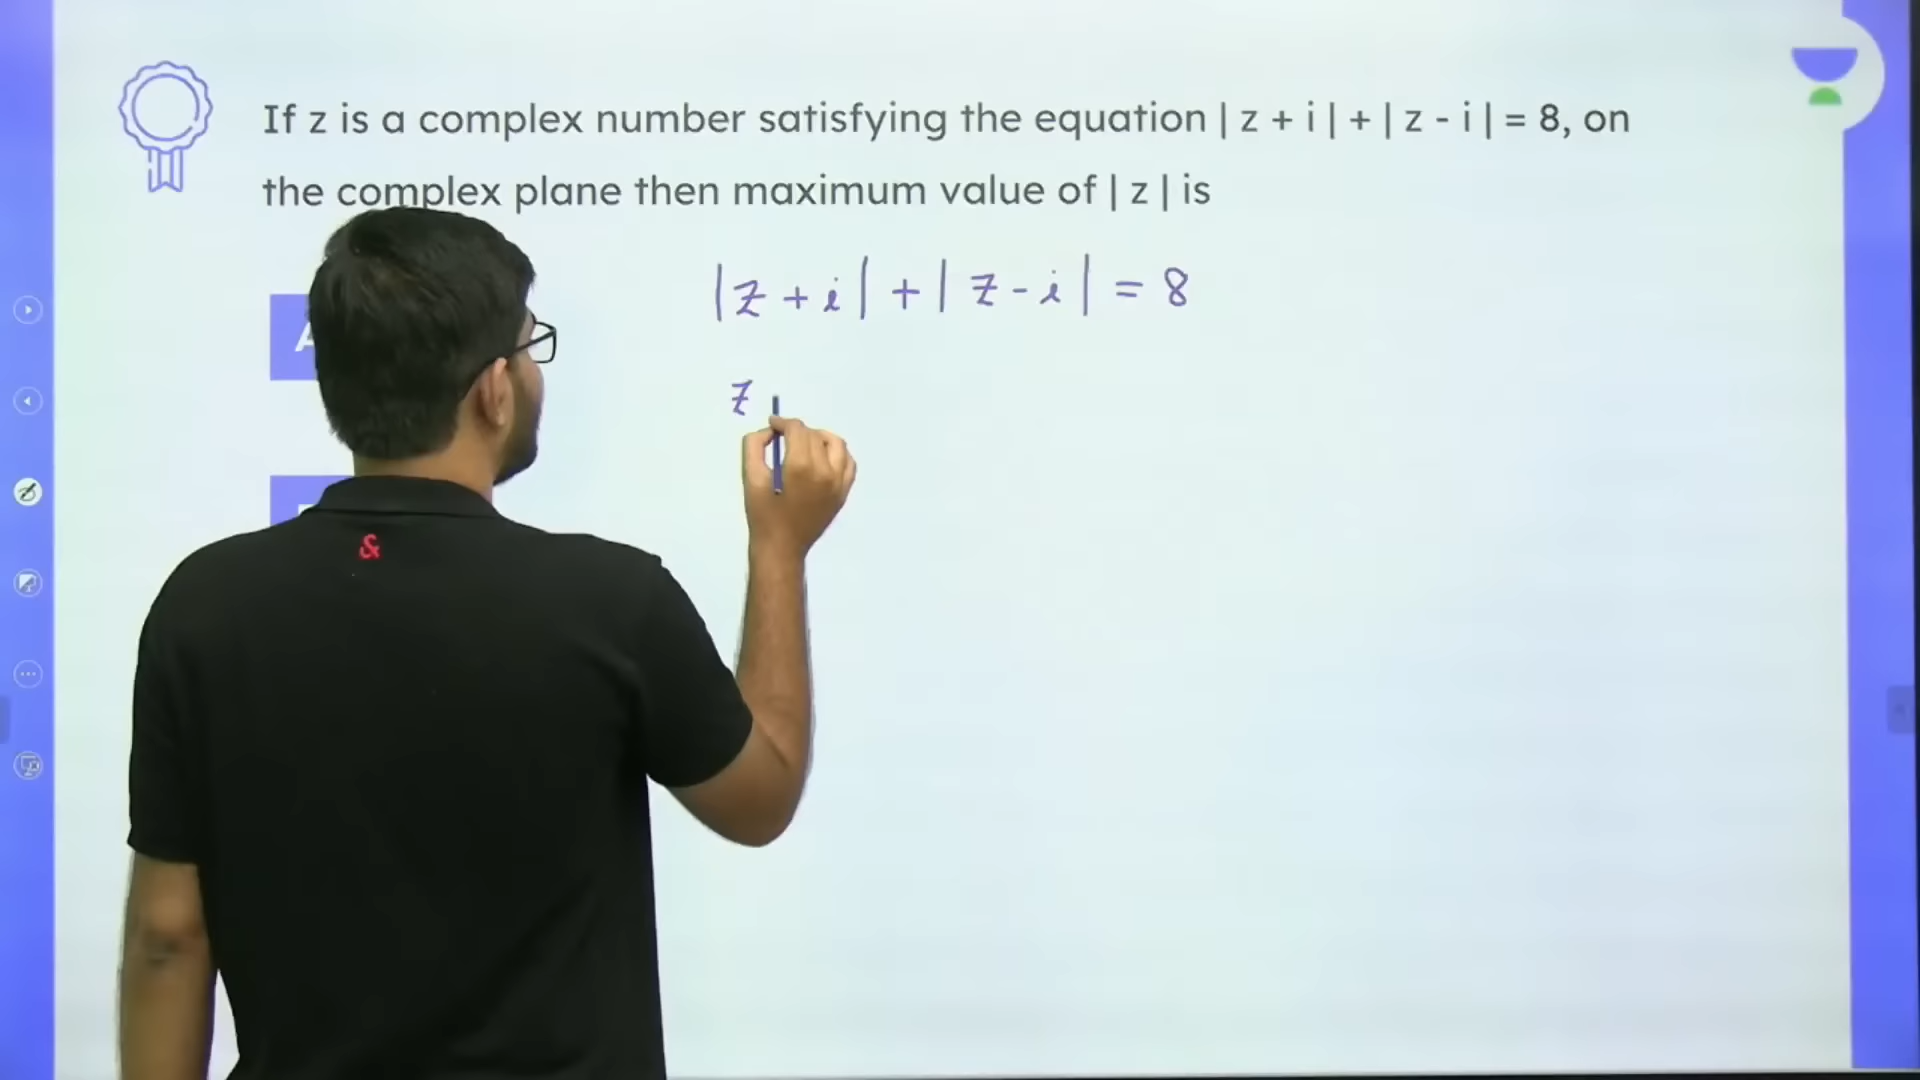 If z is a complex number satisfying the equation | z + i | + | z - i | = 8, on
the complex plane then maximum value of | z | is
|z + i| + |z - i| = 8
A
z
&